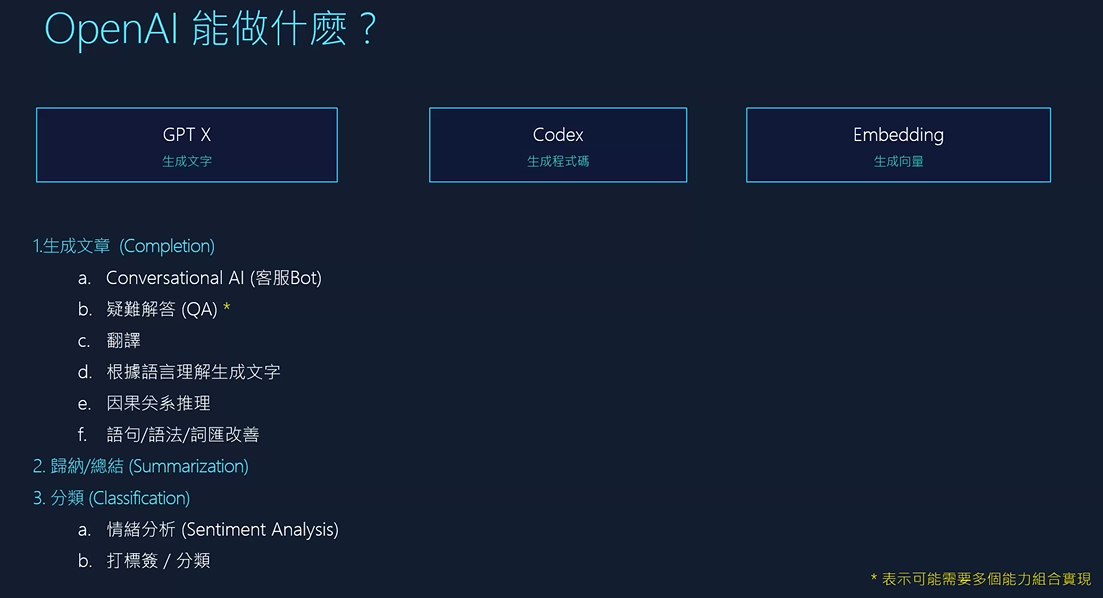 OpenAI 能做什麼？
GPT X
生成文字
Codex
生成程式碼
Embedding
生成向量
1.生成文章 (Completion)
a. Conversational AI (客服Bot)
b. 疑難解答 (QA) *
c. 翻譯
d. 根據語言理解生成文字
e. 因果关系推理
f. 語句/語法/詞匯改善
2. 歸納/總結 (Summarization)
3. 分類 (Classification)
a. 情緒分析 (Sentiment Analysis)
b. 打標簽 / 分類
* 表示可能需要多個能力組合實現